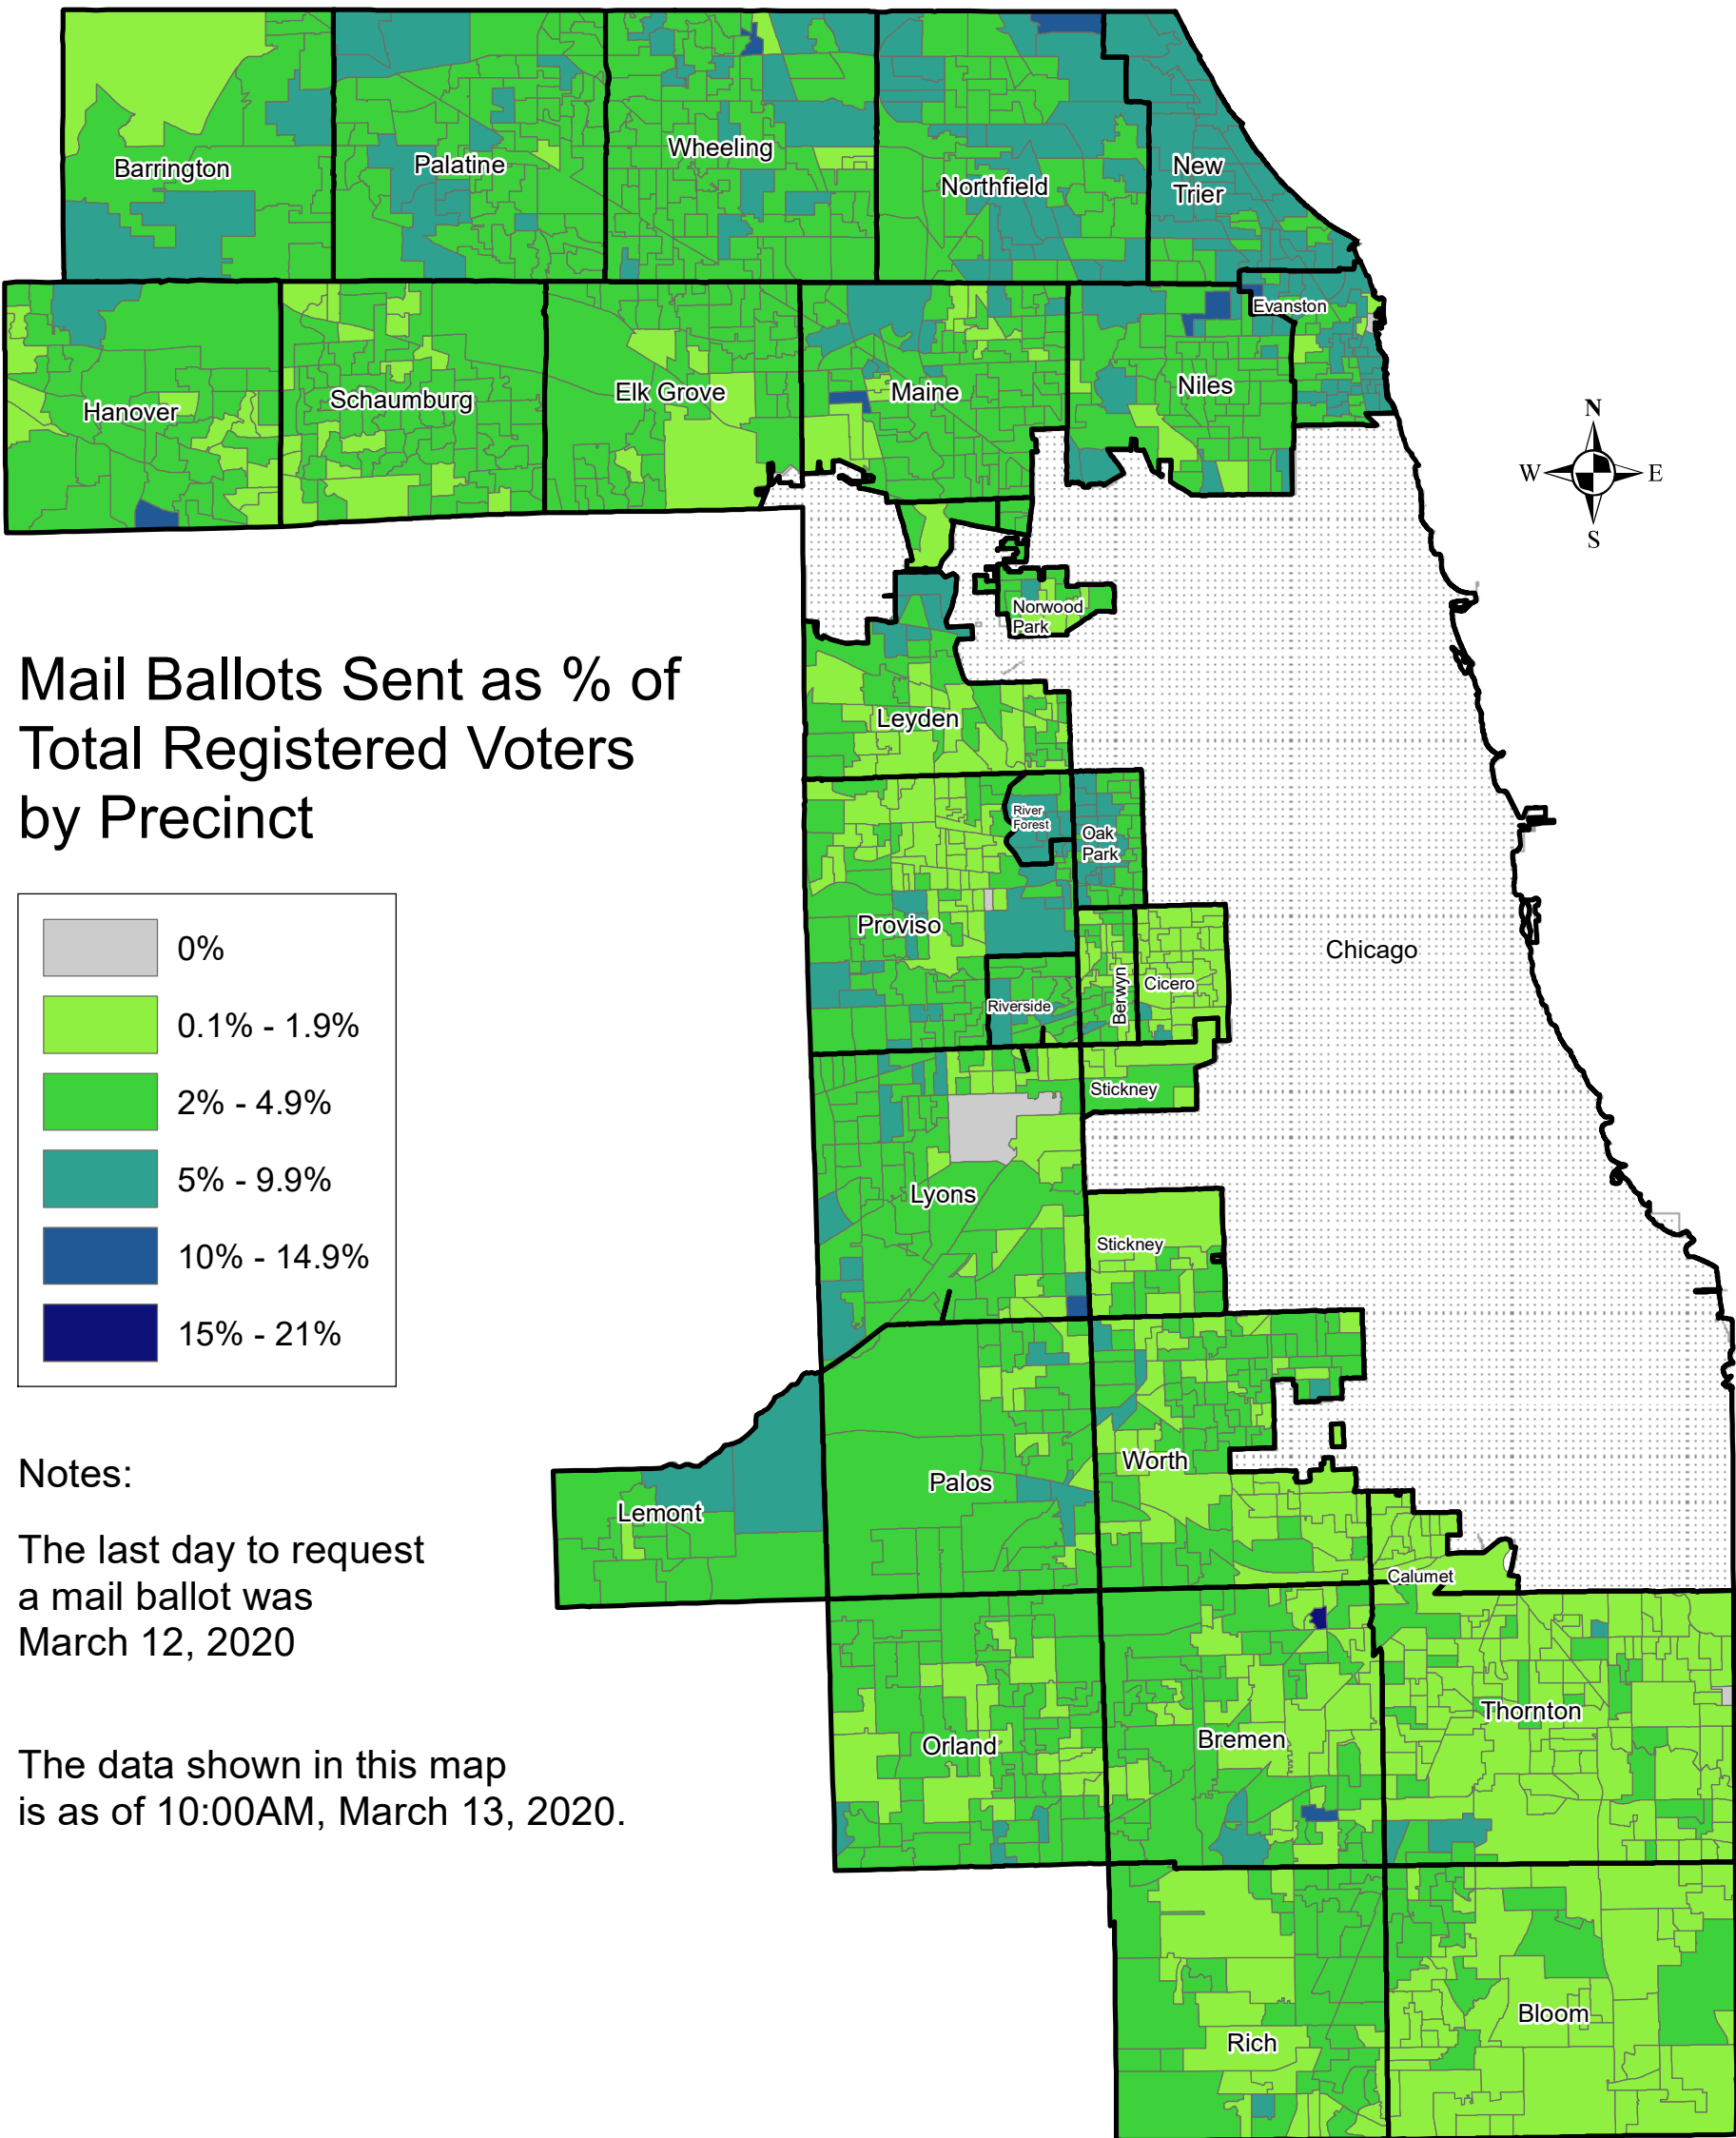 Barrington
Palatine
Wheeling
Northfield
New
Trier
Evanston
Hanover
Schaumburg
Elk Grove
Maine
Niles
N
W
E
S
Norwood
Park
Mail Ballots Sent as % of
Total Registered Voters
by Precinct
Leyden
River
Forest
Oak
Park
Proviso
Chicago
Berwyn
Cicero
Riverside
Stickney
0%
0.1% - 1.9%
2% - 4.9%
5% - 9.9%
10% - 14.9%
15% - 21%
Lyons
Stickney
Worth
Palos
Lemont
Calumet
Notes:
The last day to request
a mail ballot was
March 12, 2020
The data shown in this map
is as of 10:00AM, March 13, 2020.
Orland
Bremen
Thornton
Rich
Bloom